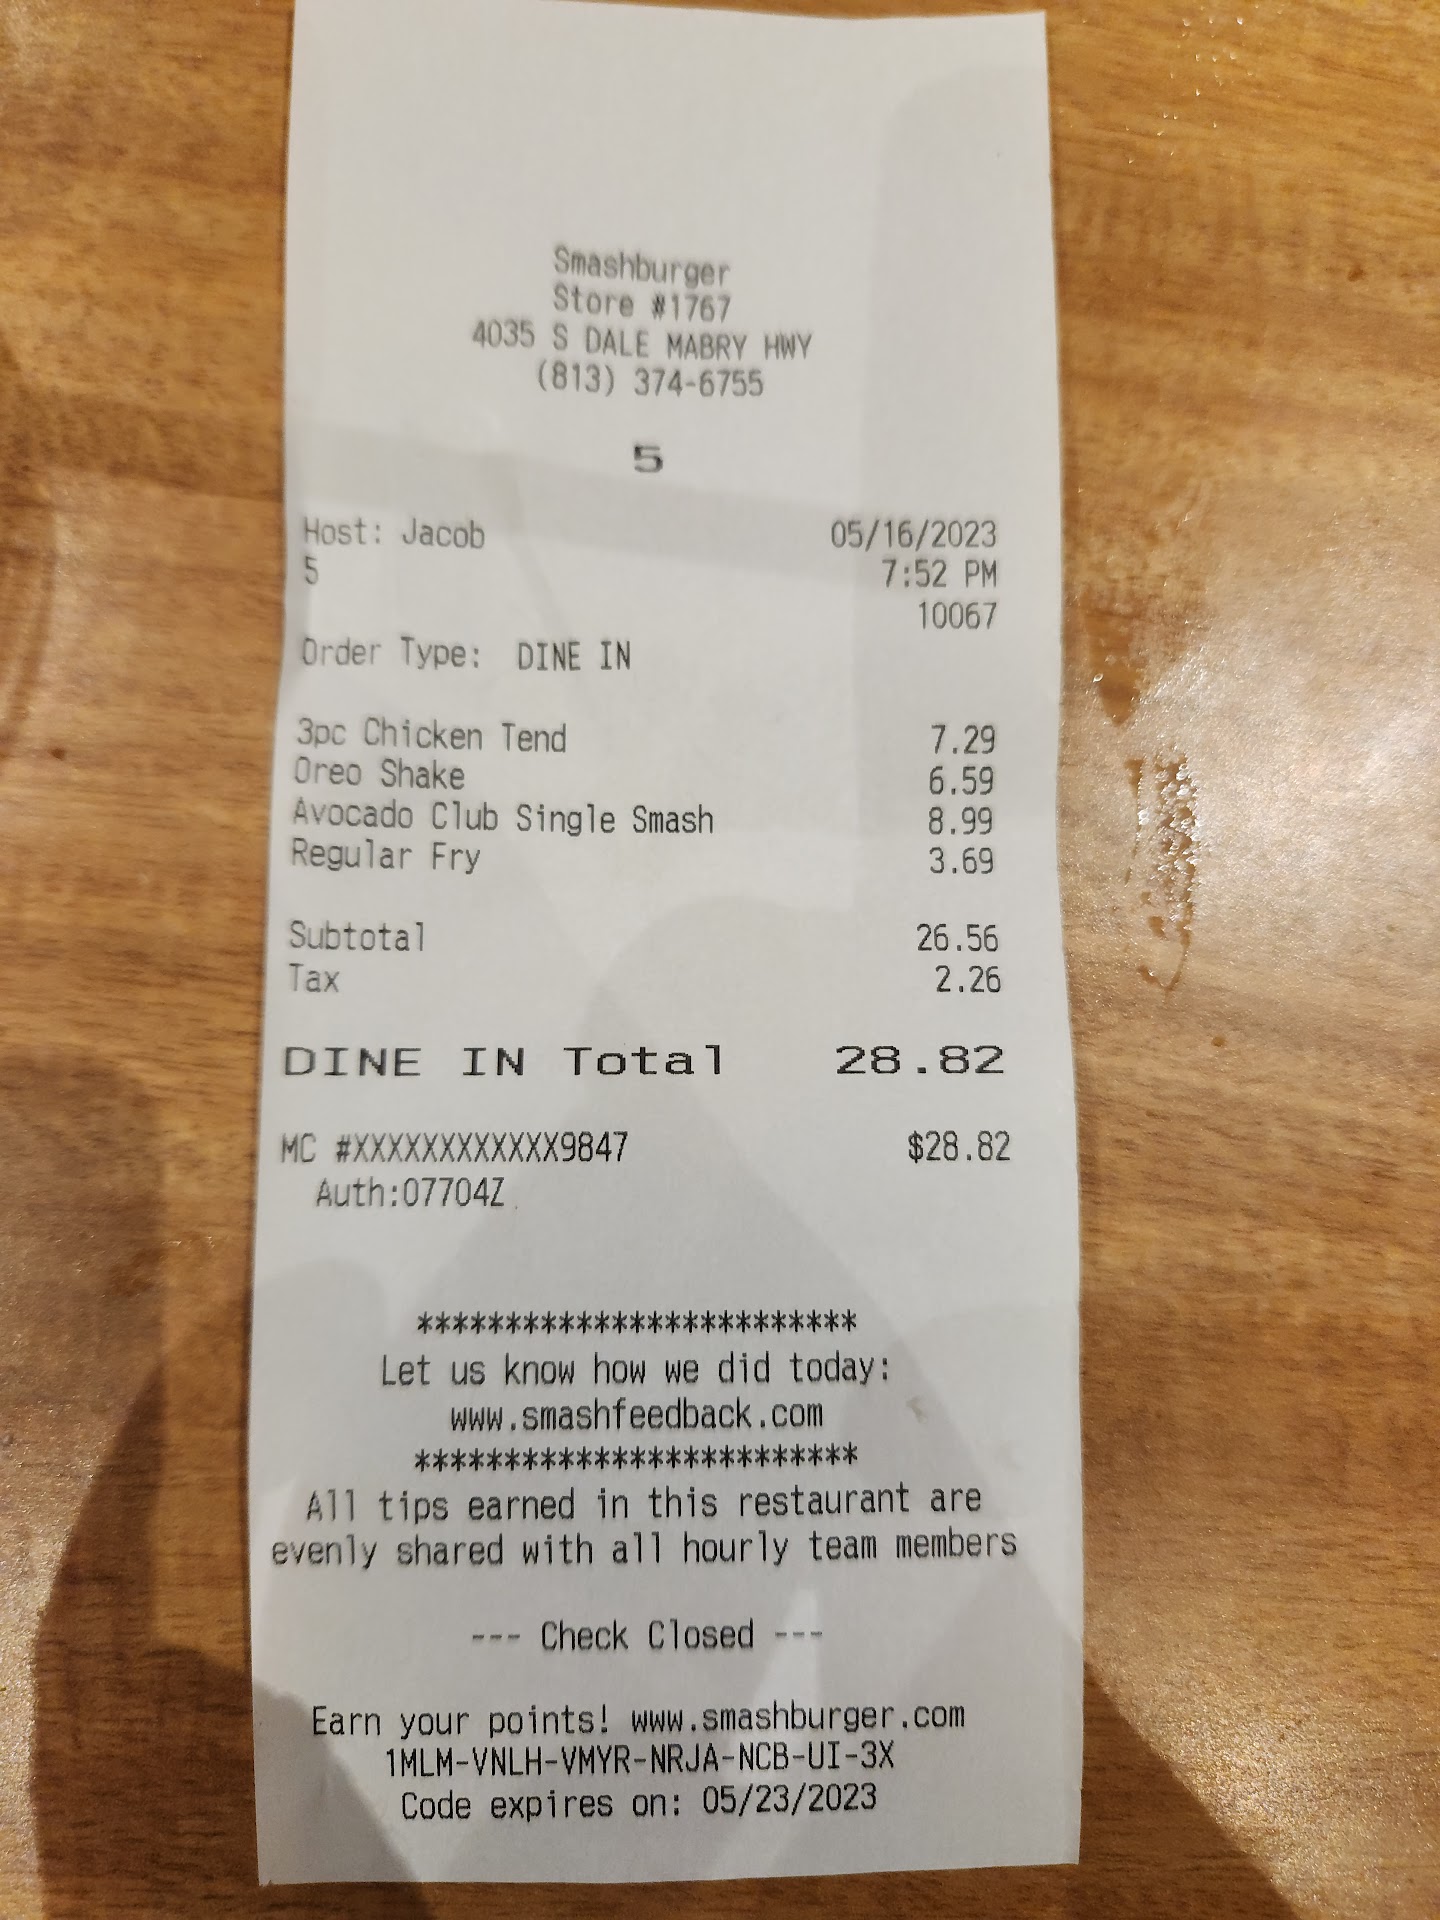 Smashburger
Store #1767
4035 S DALE MABRY HWY
(813) 374-6755
5
Host: Jacob 05/16/2023
5 7:52 PM
10067
Order Type: DINE IN
3pc Chicken Tend 7.29
Oreo Shake 6.59
Avocado Club Single Smash 8.99
Regular Fry 3.69
Subtotal 26.56
Tax 2.26
DINE IN Total 28.82
MC #XXXXXXXXXXXX9847 $28.82
Auth:07704Z
*************************
Let us know how we did today:
www.smashfeedback.com
*************************
All tips earned in this restaurant are
evenly shared with all hourly team members
--- Check Closed ---
Earn your points! www.smashburger.com
1MLM-VNLH-VMYR-NRJA-NCB-UI-3X
Code expires on: 05/23/2023